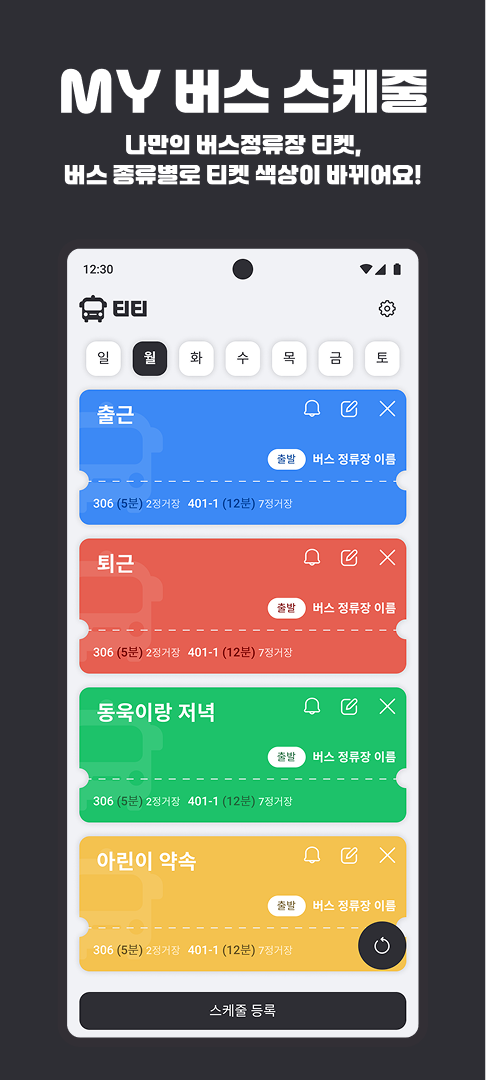 MY 버스 스케줄
나만의 버스정류장 티켓,
버스 종류별로 티켓 색상이 바뀌어요!
12:30
티티
일 월 화 수 목 금 토
출근
출발 버스 정류장 이름
306 (5분) 2정거장 401-1 (12분) 7정거장
퇴근
출발 버스 정류장 이름
306 (5분) 2정거장 401-1 (12분) 7정거장
동욱이랑 저녁
출발 버스 정류장 이름
306 (5분) 2정거장 401-1 (12분) 7정거장
아린이 약속
출발 버스 정류장 이름
306 (5분) 2정거장 401-1 (12분) 7정거장
스케줄 등록